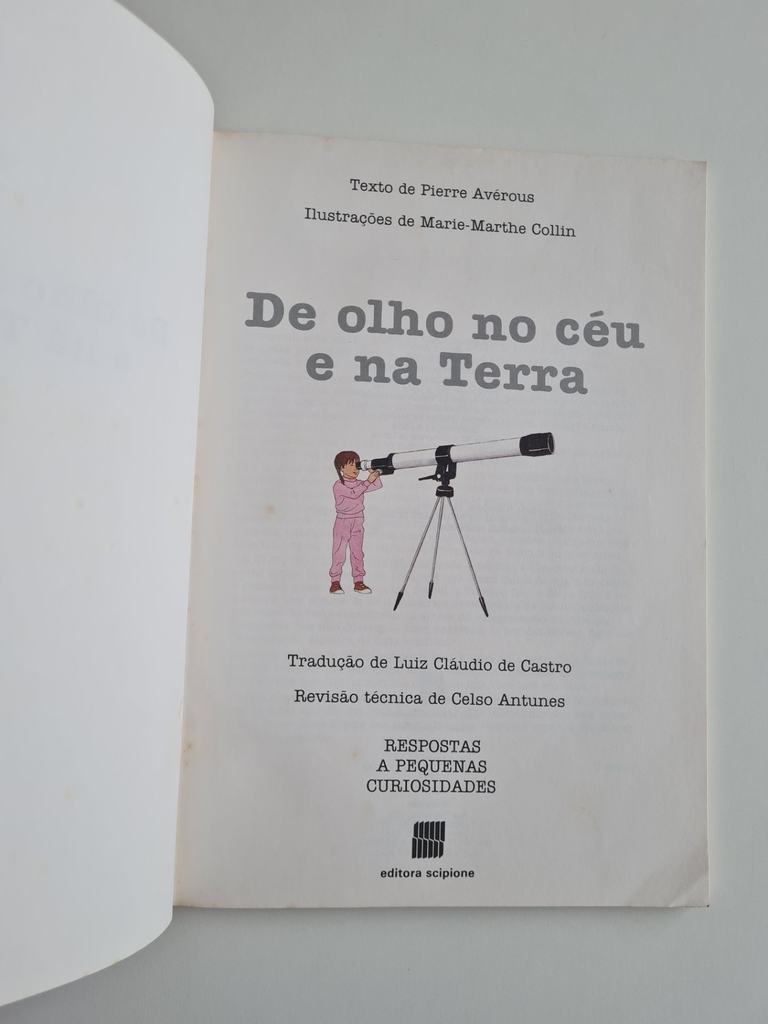 Texto de Pierre Avérous
Ilustrações de Marie-Marthe Collin
De olho no céu
e na Terra
Tradução de Luiz Cláudio de Castro
Revisão técnica de Celso Antunes
RESPOSTAS
A PEQUENAS
CURIOSIDADES
editora scipione